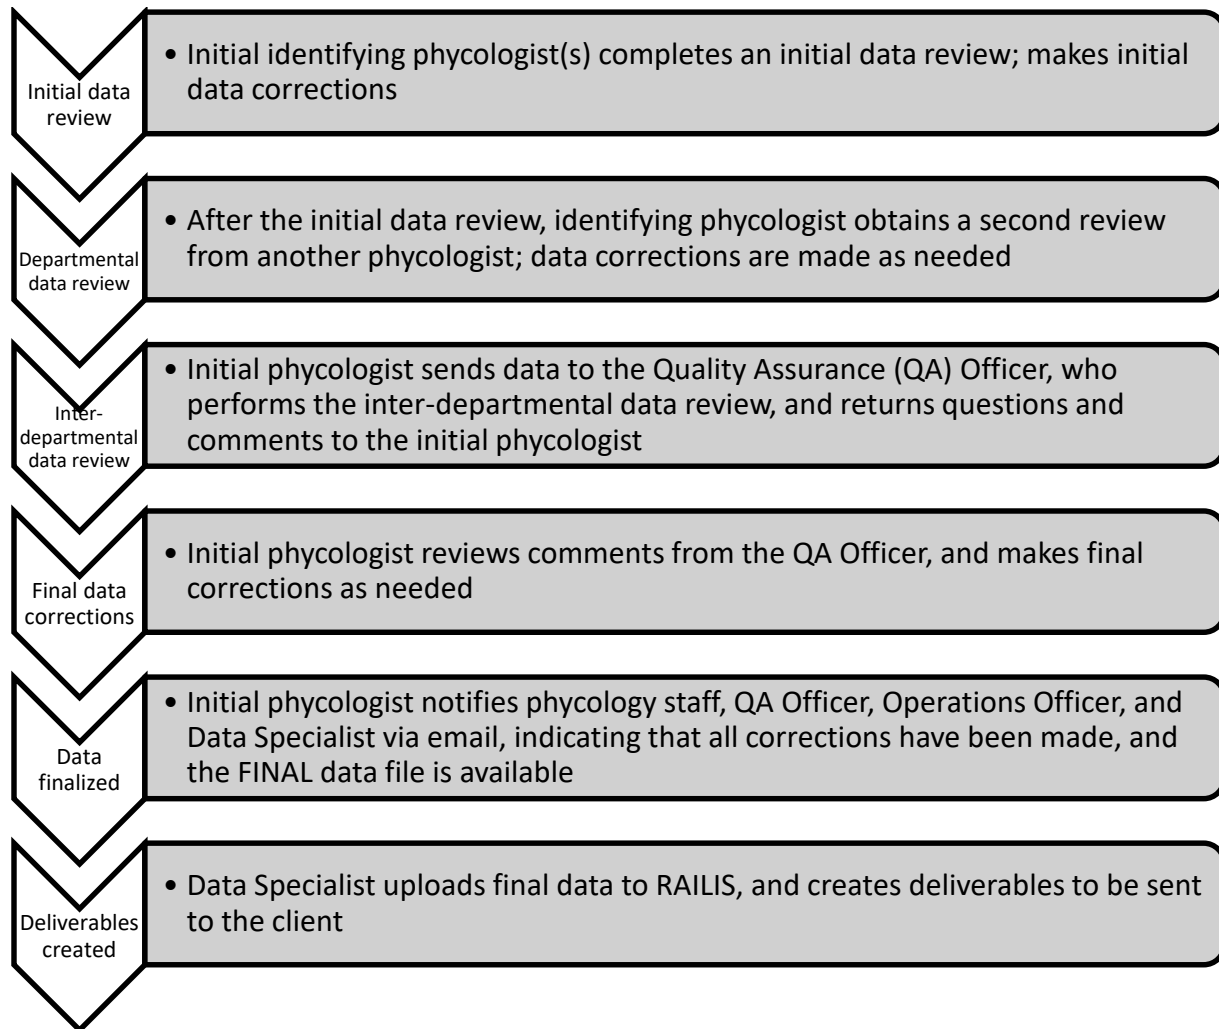 Initial data
review
• Initial identifying phycologist(s) completes an initial data review; makes initial
data corrections
Departmental
data review
• After the initial data review, identifying phycologist obtains a second review
from another phycologist; data corrections are made as needed
Inter-
departmental
data review
• Initial phycologist sends data to the Quality Assurance (QA) Officer, who
performs the inter-departmental data review, and returns questions and
comments to the initial phycologist
Final data
corrections
• Initial phycologist reviews comments from the QA Officer, and makes final
corrections as needed
Data
finalized
• Initial phycologist notifies phycology staff, QA Officer, Operations Officer, and
Data Specialist via email, indicating that all corrections have been made, and
the FINAL data file is available
Deliverables
created
• Data Specialist uploads final data to RAILIS, and creates deliverables to be sent
to the client